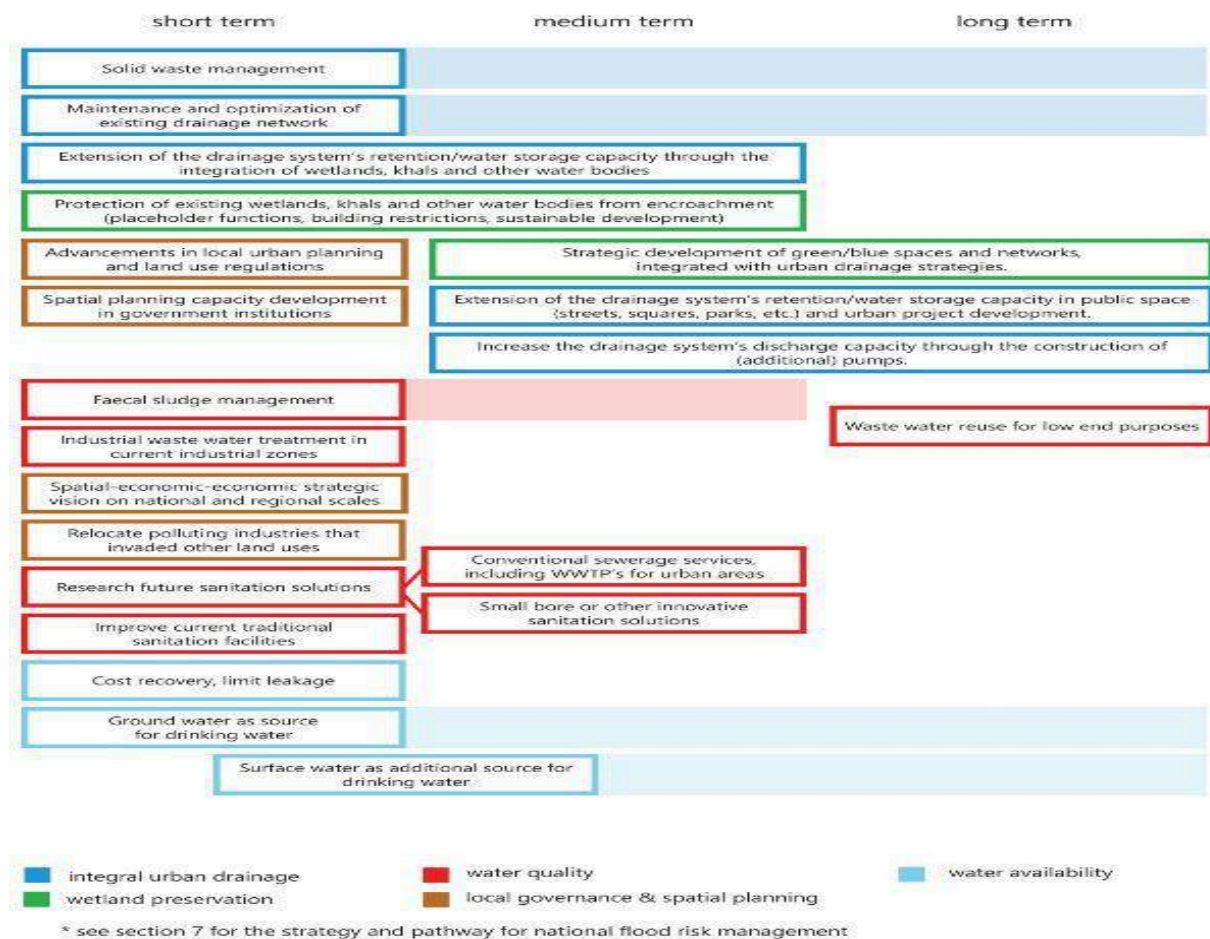 short term medium term long term
Solid waste management
Maintenance and optimization of
existing drainage network
Extension of the drainage system's retention/water storage capacity through the
integration of wetlands, khals and other water bodies
Protection of existing wetlands, khals and other water bodies from encroachment
(placeholder functions, building restrictions, sustainable development)
Advancements in local urban planning
and land use regulations
Strategic development of green/blue spaces and networks,
integrated with urban drainage strategies.
Spatial planning capacity development
in government institutions
Extension of the drainage system's retention/water storage capacity in public space
(streets, squares, parks, etc.) and urban project development.
Increase the drainage system's discharge capacity through the construction of
(additional) pumps.
Faecal sludge management
Waste water reuse for low end purposes
Industrial waste water treatment in
current industrial zones
Spatial-economic-economic strategic
vision on national and regional scales
Relocate polluting industries that
invaded other land uses
Research future sanitation solutions
Conventional sewerage services,
including WWTP's for urban areas
Small bore or other innovative
sanitation solutions
Improve current traditional
sanitation facilities
Cost recovery, limit leakage
Ground water as source
for drinking water
Surface water as additional source for
drinking water
integral urban drainage water quality water availability
wetland preservation local governance & spatial planning
* see section 7 for the strategy and pathway for national flood risk management